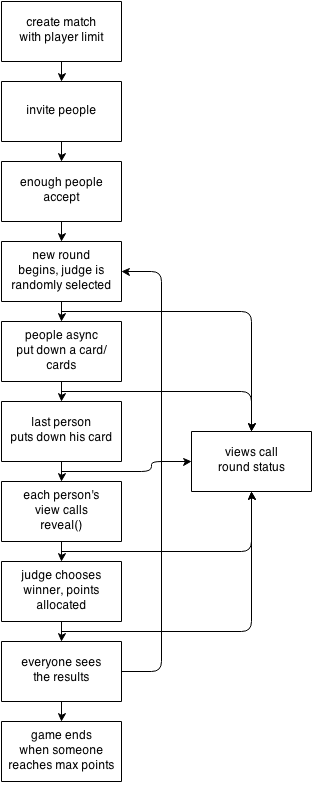 create match
with player limit
invite people
enough people
accept
new round
begins, judge is
randomly selected
people async
put down a card/
cards
last person
puts down his card
views call
round status
each person's
view calls
reveal()
judge chooses
winner, points
allocated
everyone sees
the results
game ends
when someone
reaches max points